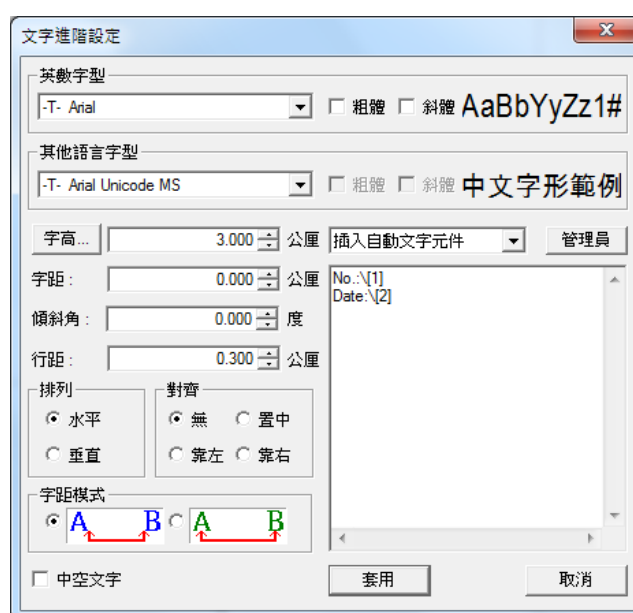 文字進階設定
英數字型
-T- Arial
粗體
斜體
AaBbYyZz1#
其他語言字型
-T- Arial Unicode MS
粗體
斜體
中文字形範例
字高...
3.000
公厘
插入自動文字元件
管理員
字距：
0.000
公厘
No.:\[1]
Date:\[2]
傾斜角：
0.000
度
行距：
0.300
公厘
排列
水平
垂直
對齊
無
置中
靠左
靠右
字距模式
A B
A B
中空文字
套用
取消